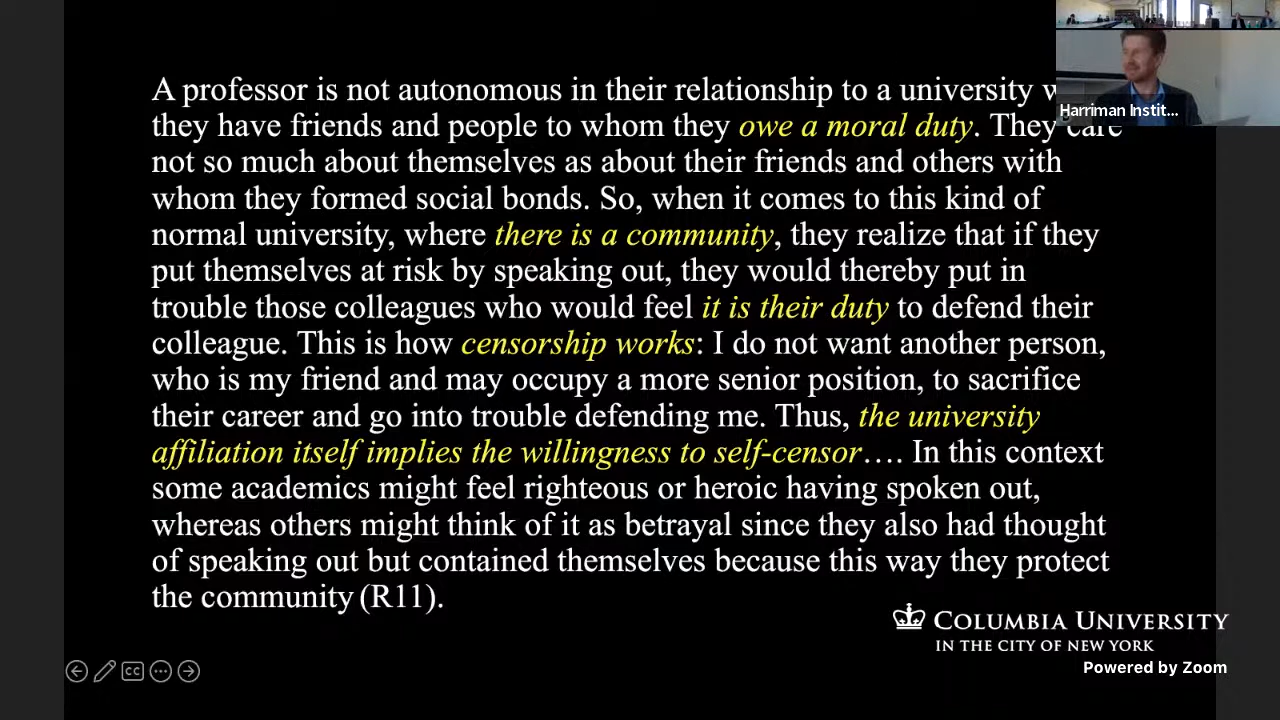 A professor is not autonomous in their relationship to a university
they have friends and people to whom they owe a moral duty. They care
not so much about themselves as about their friends and others with
whom they formed social bonds. So, when it comes to this kind of
normal university, where there is a community, they realize that if they
put themselves at risk by speaking out, they would thereby put in
trouble those colleagues who would feel it is their duty to defend their
colleague. This is how censorship works: I do not want another person,
who is my friend and may occupy a more senior position, to sacrifice
their career and go into trouble defending me. Thus, the university
affiliation itself implies the willingness to self-censor…. In this context
some academics might feel righteous or heroic having spoken out,
whereas others might think of it as betrayal since they also had thought
of speaking out but contained themselves because this way they protect
the community (R11).
Harriman Instit...
COLUMBIA UNIVERSITY
IN THE CITY OF NEW YORK
Powered by Zoom
CC